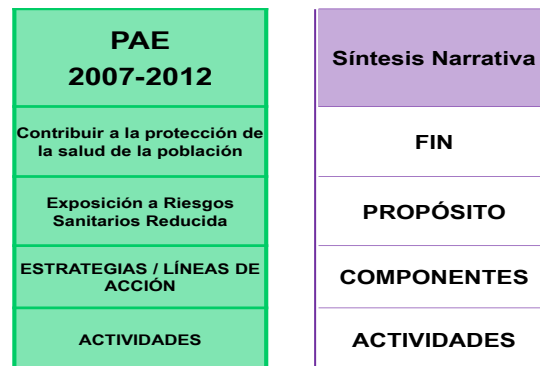 PAE
2007-2012
Contribuir a la protección de
la salud de la población
Exposición a Riesgos
Sanitarios Reducida
ESTRATEGIAS / LÍNEAS DE
ACCIÓN
ACTIVIDADES
Síntesis Narrativa
FIN
PROPÓSITO
COMPONENTES
ACTIVIDADES